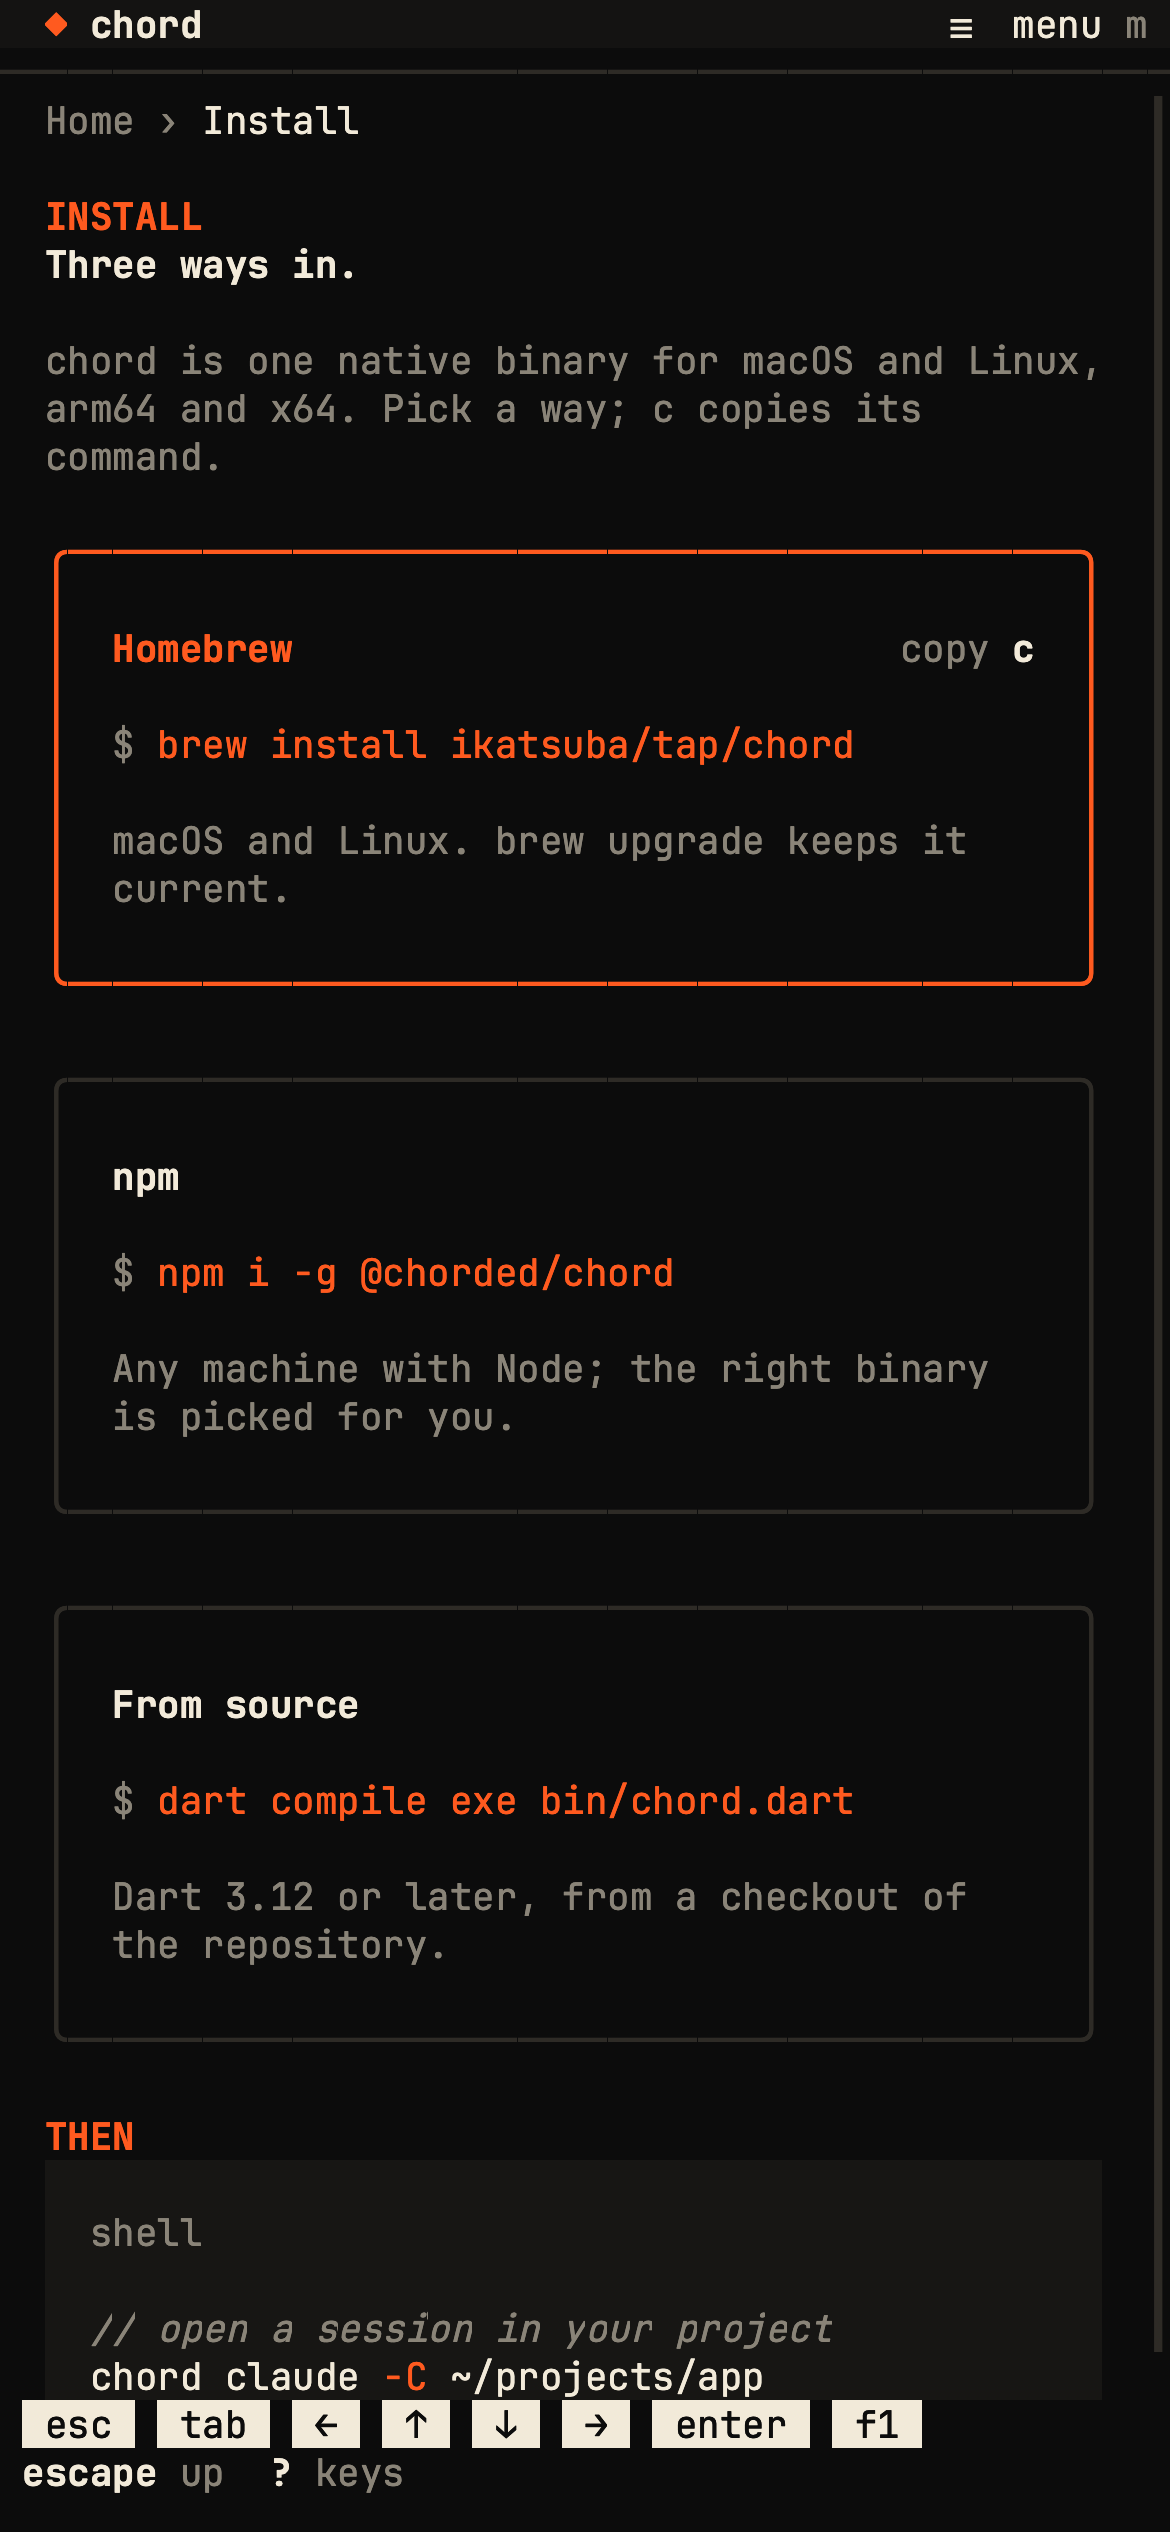 ◆ chord ≡ menu m
Home › Install
INSTALL
Three ways in.
chord is one native binary for macOS and Linux,
arm64 and x64. Pick a way; c copies its
command.
Homebrew copy c
$ brew install ikatsuba/tap/chord
macOS and Linux. brew upgrade keeps it
current.
npm
$ npm i -g @chorded/chord
Any machine with Node; the right binary
is picked for you.
From source
$ dart compile exe bin/chord.dart
Dart 3.12 or later, from a checkout of
the repository.
THEN
shell
// open a session in your project
chord claude -C ~/projects/app
esc tab ← ↑ ↓ → enter f1
escape up ? keys